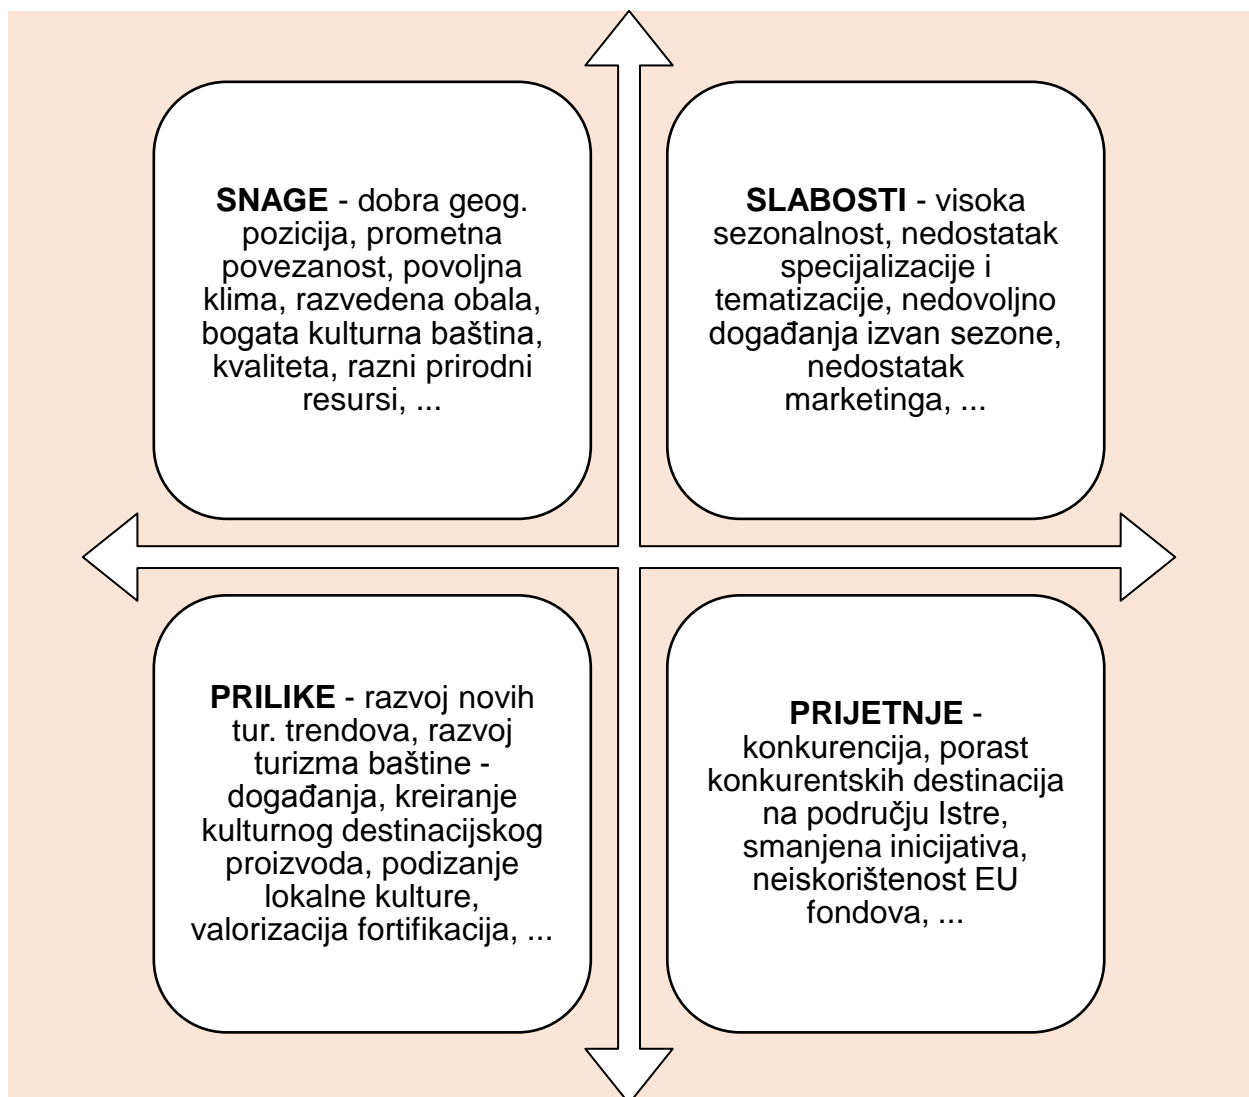 SNAGE - dobra geog.
pozicija, prometna
povezanost, povoljna
klima, razvedena obala,
bogata kulturna baština,
kvaliteta, razni prirodni
resursi, ...
SLABOSTI - visoka
sezonalnost, nedostatak
specijalizacije i
tematizacije, nedovoljno
događanja izvan sezone,
nedostatak
marketinga, ...
PRILIKE - razvoj novih
tur. trendova, razvoj
turizma baštine -
događanja, kreiranje
kulturnog destinacijskog
proizvoda, podizanje
lokalne kulture,
valorizacija fortifikacija, ...
PRIJETNJE -
konkurencija, porast
konkurentskih destinacija
na području Istre,
smanjena inicijativa,
neiskorištenost EU
fondova, ...